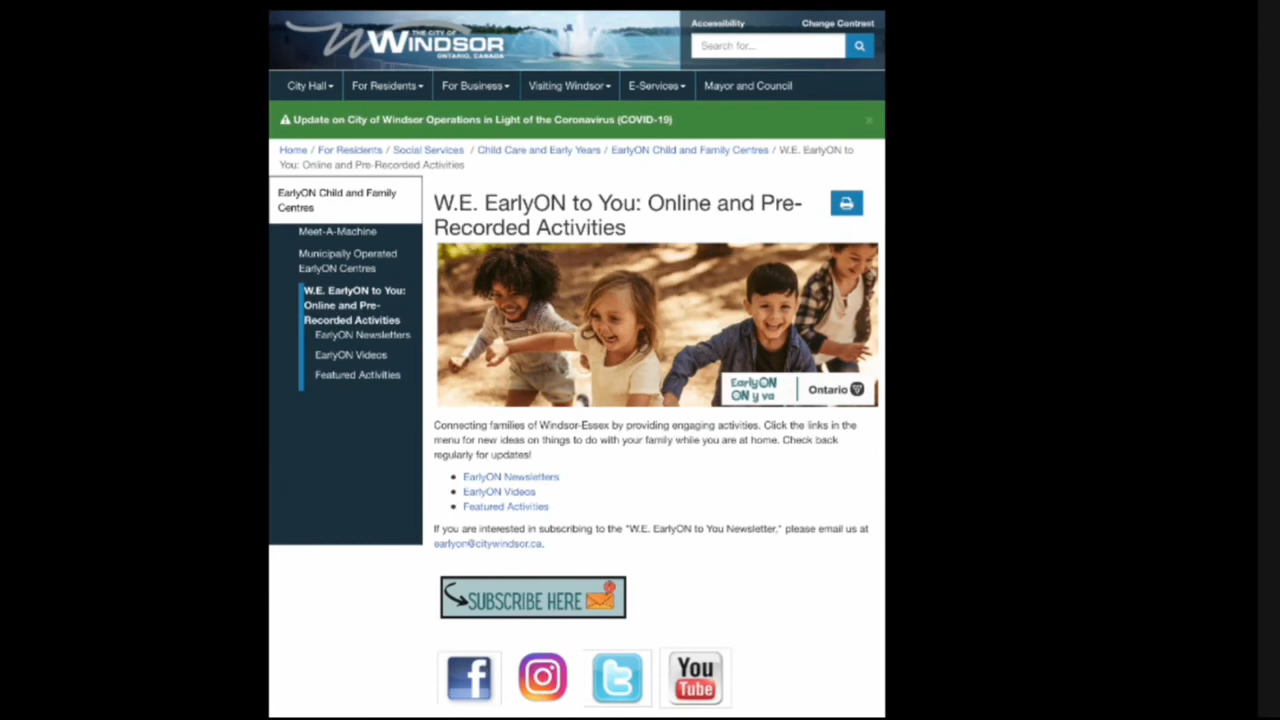 THE CITY OF
WINDSOR
ONTARIO, CANADA
Accessibility
Change Contrast
Search for...
City Hall
For Residents
For Business
Visiting Windsor
E-Services
Mayor and Council
Update on City of Windsor Operations in Light of the Coronavirus (COVID-19)
×
Home / For Residents / Social Services / Child Care and Early Years / EarlyON Child and Family Centres / W.E. EarlyON to
You: Online and Pre-Recorded Activities
EarlyON Child and Family
Centres
Meet-A-Machine
Municipally Operated
EarlyON Centres
W.E. EarlyON to You:
Online and Pre-
Recorded Activities
EarlyON Newsletters
EarlyON Videos
Featured Activities
W.E. EarlyON to You: Online and Pre-
Recorded Activities
EarlyON
ON y va
Ontario
Connecting families of Windsor-Essex by providing engaging activities. Click the links in the
menu for new ideas on things to do with your family while you are at home. Check back
regularly for updates!
EarlyON Newsletters
EarlyON Videos
Featured Activities
If you are interested in subscribing to the "W.E. EarlyON to You Newsletter," please email us at
earlyon@citywindsor.ca.
SUBSCRIBE HERE
You
Tube